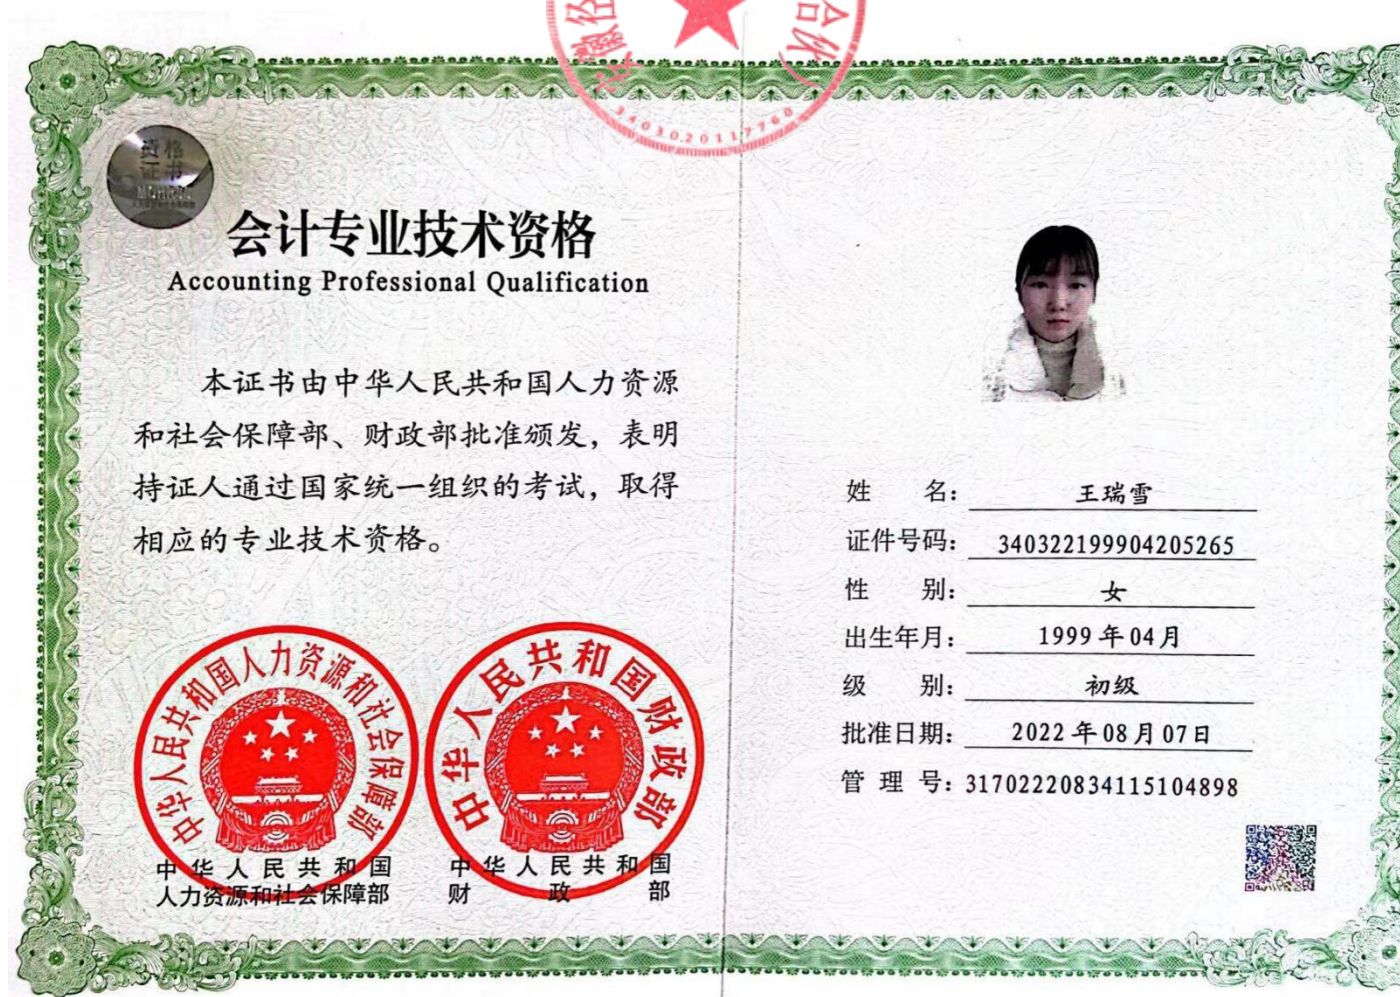 3403020117760
资格
证书
会计专业技术资格
Accounting Professional Qualification
本证书由中华人民共和国人力资源
和社会保障部、财政部批准颁发，表明
持证人通过国家统一组织的考试，取得
相应的专业技术资格。
中华人民共和国人力资源和社会保障部
中华人民共和国财政部
中华人民共和国
人力资源和社会保障部
中华人民共和国
财政部
姓名：王瑞雪
证件号码：340322199904205265
性别：女
出生年月：1999年04月
级别：初级
批准日期：2022年08月07日
管理号：31702220834115104898